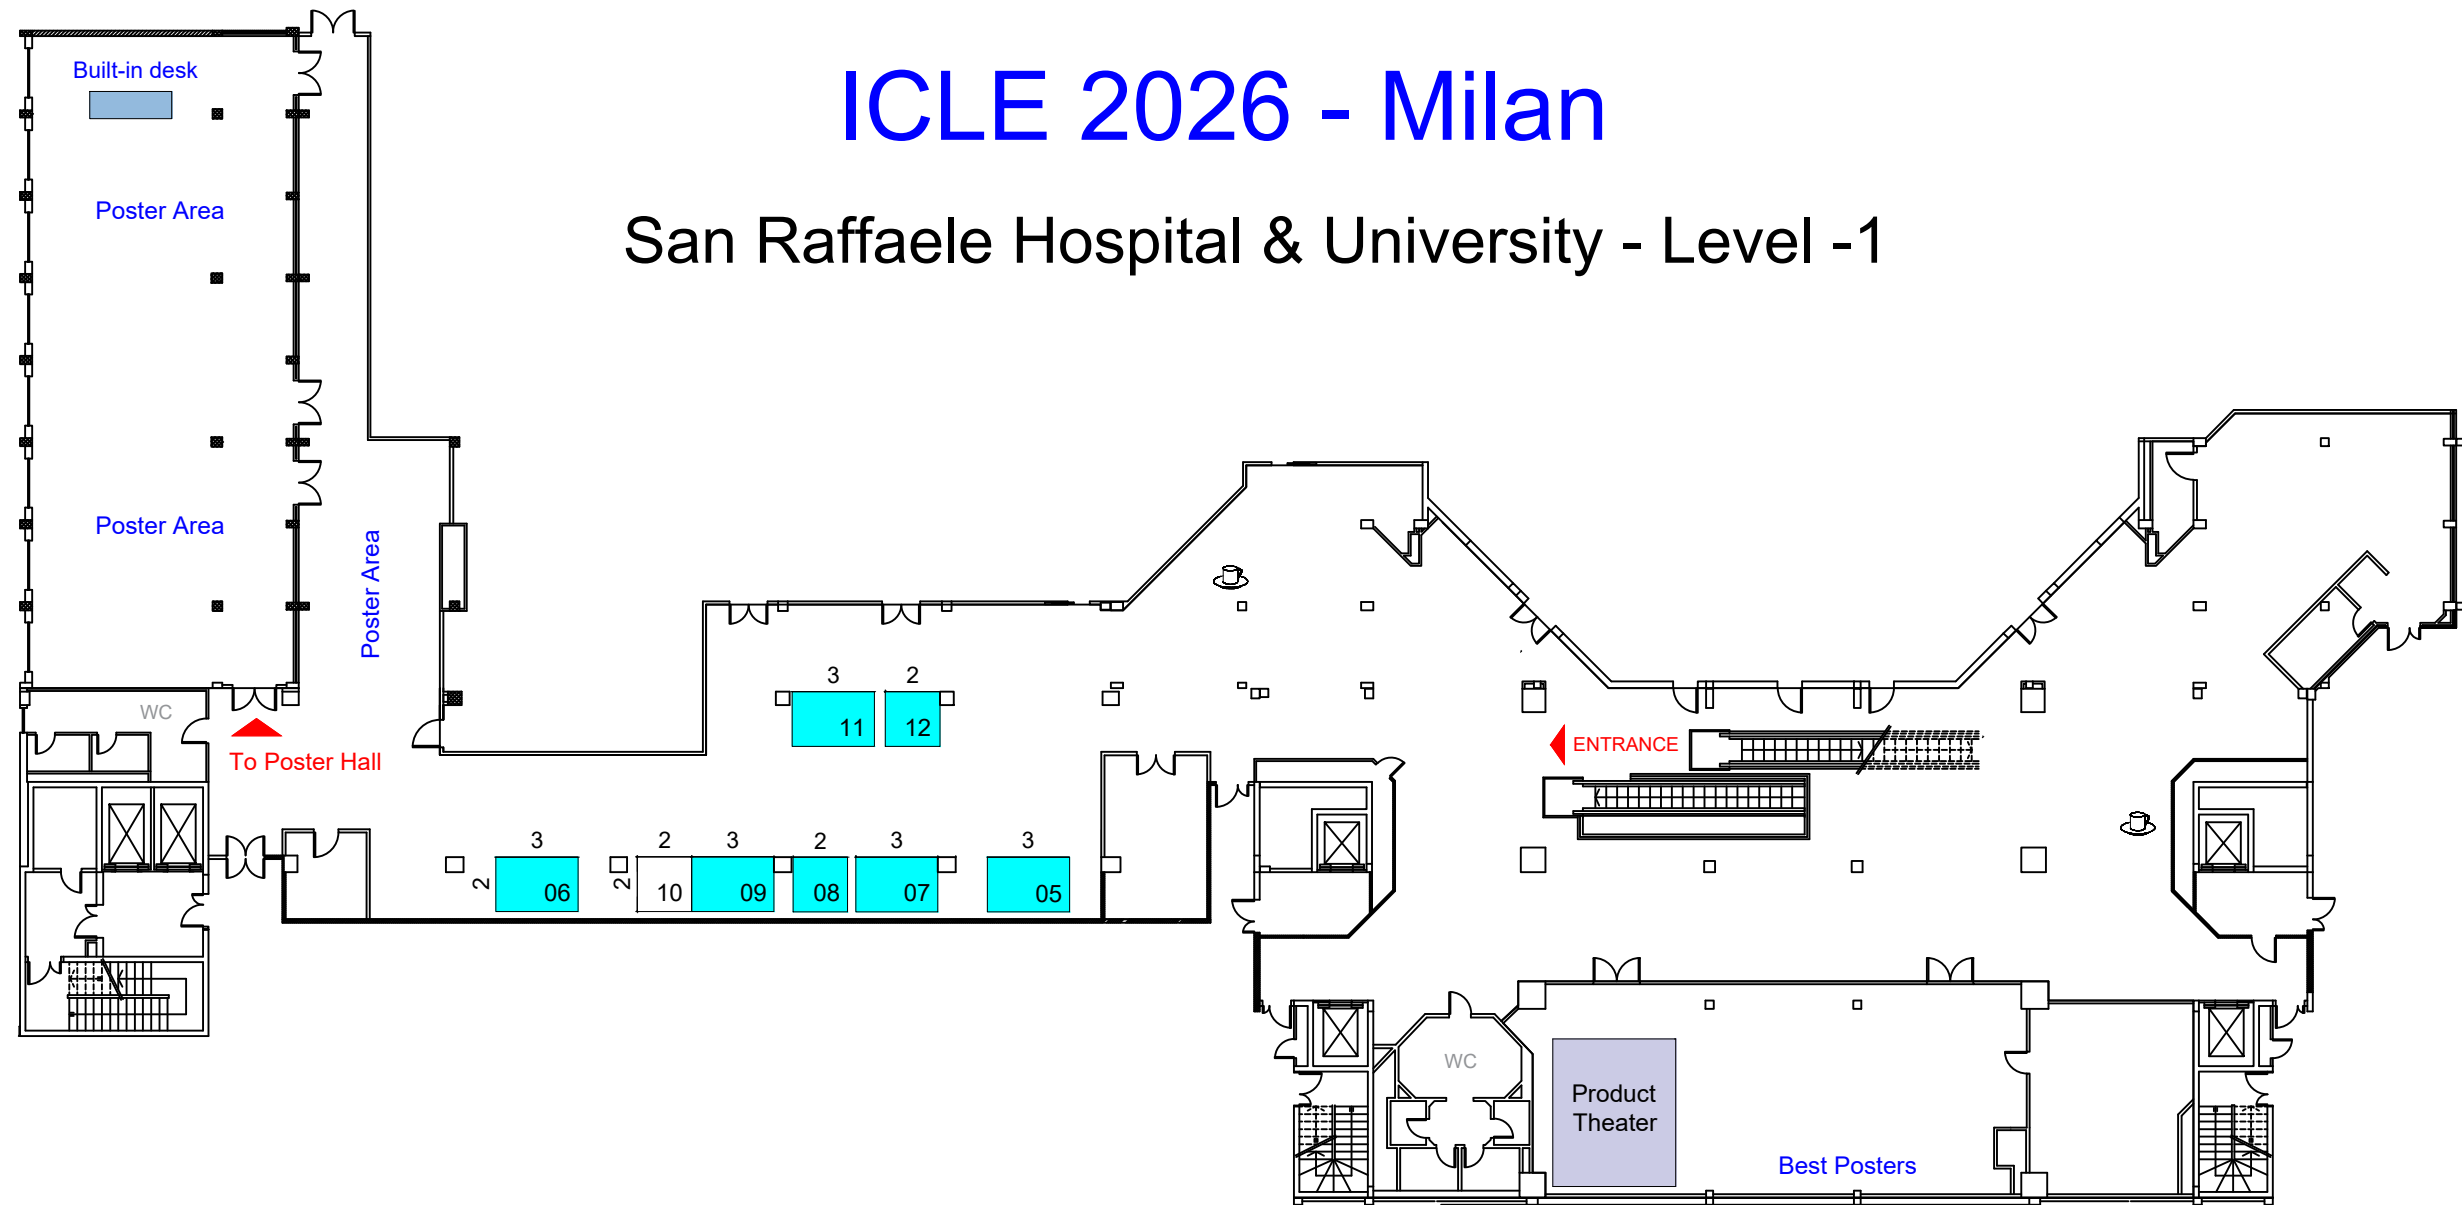 ICLE 2026 - Milan
San Raffaele Hospital & University - Level -1
Built-in desk
Poster Area
Poster Area
Poster Area
WC
To Poster Hall
3
11
2
12
ENTRANCE
3
2
06
2
2
10
3
09
2
08
3
07
3
05
WC
Product
Theater
Best Posters